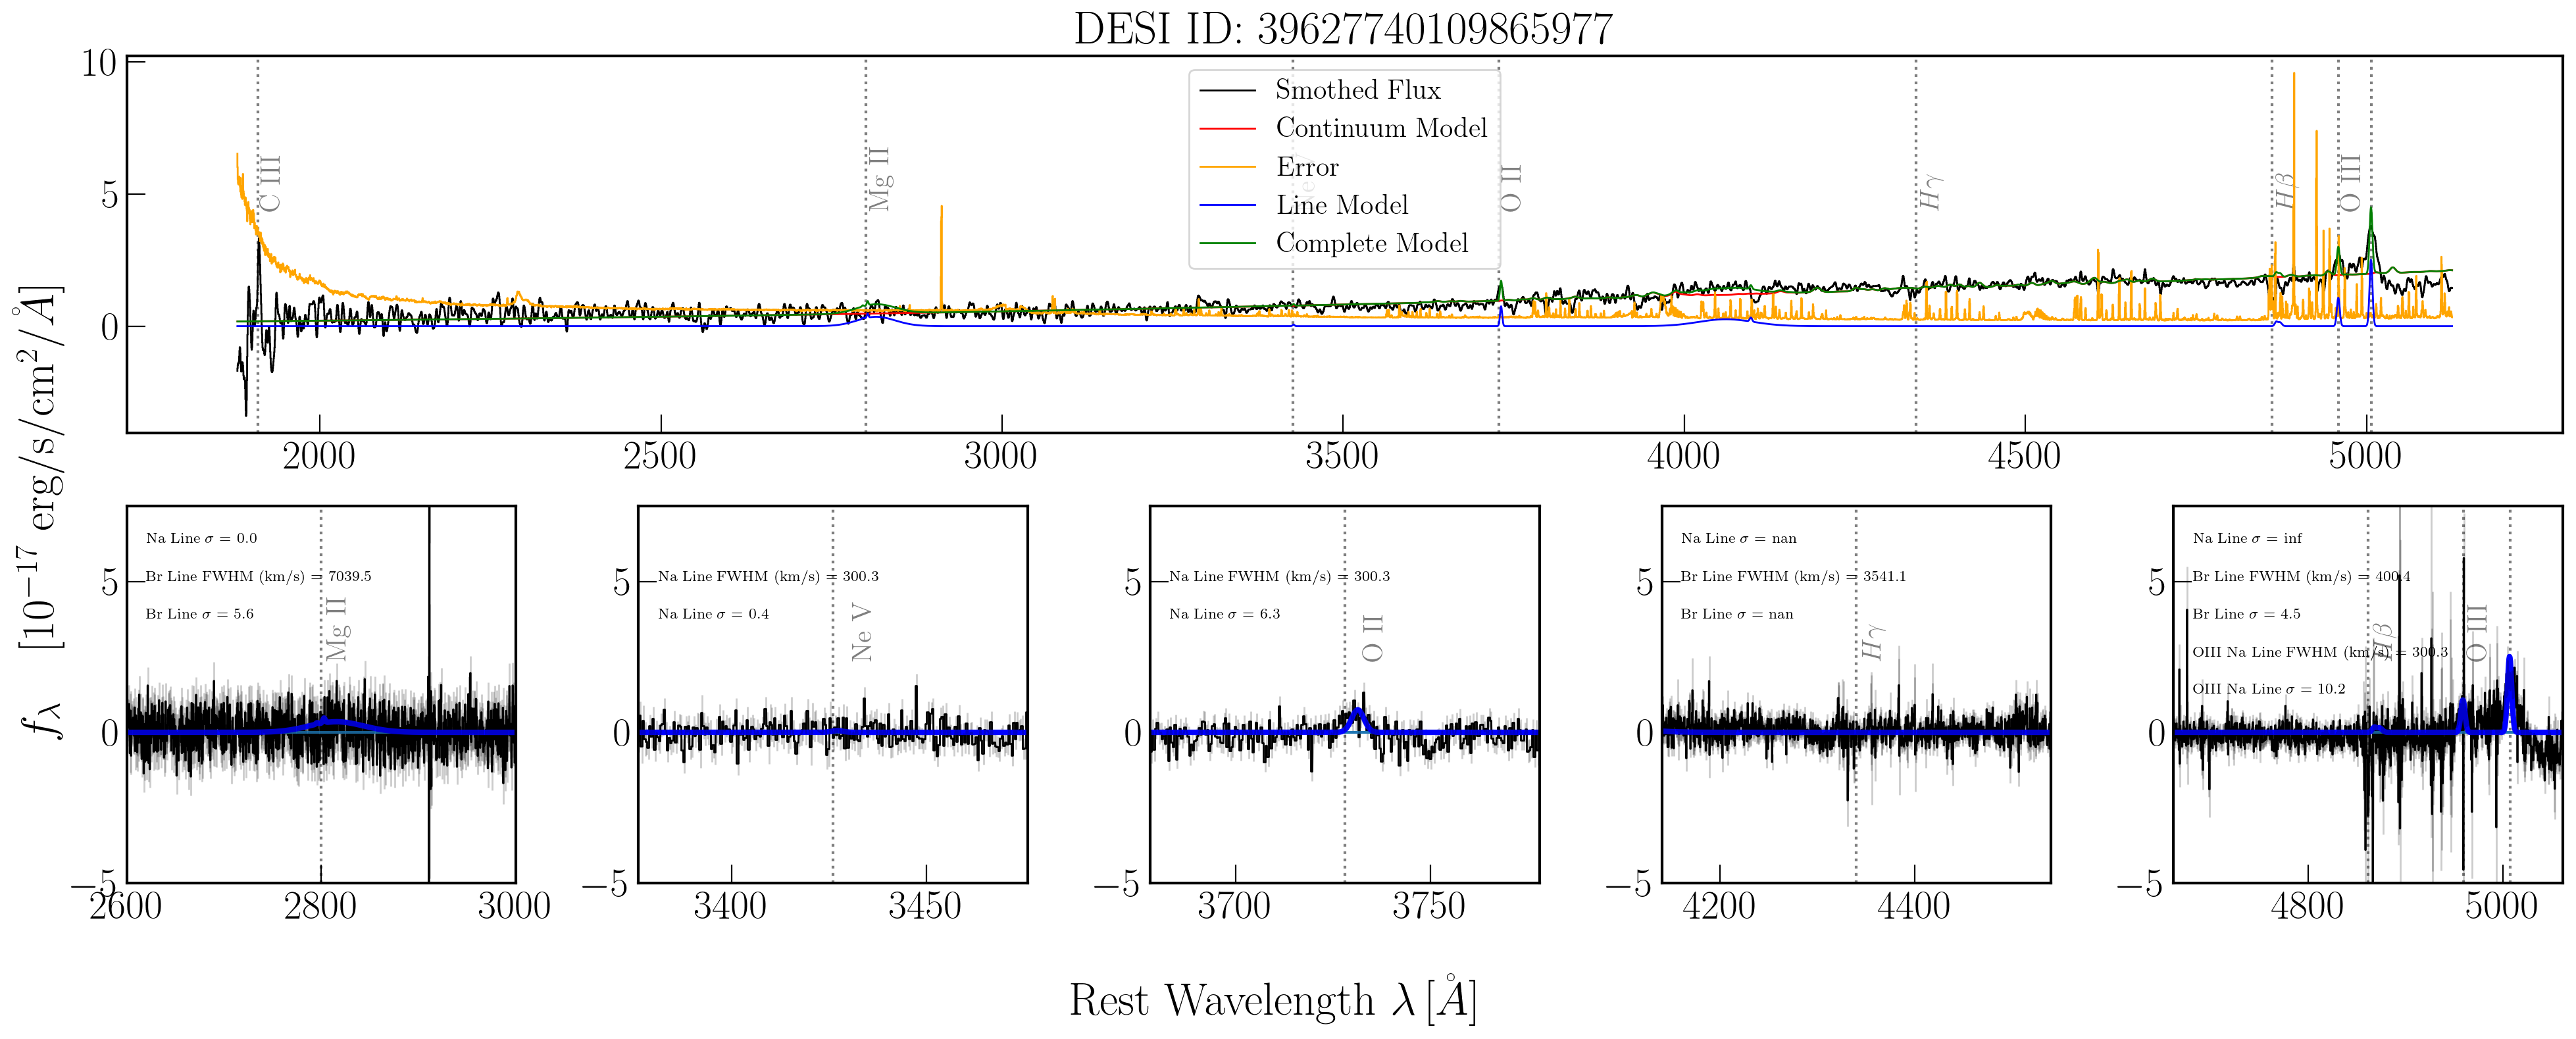 DESI ID: 39627740109865977
10
5
0
C III
Mg II
O II
Hγ
Hβ
O III
Smothed Flux
Continuum Model
Error
Line Model
Complete Model
2000
2500
3000
3500
4000
4500
5000
fλ [10−17 erg/s/cm2/Å]
Na Line σ = 0.0
Br Line FWHM (km/s) = 7039.5
Br Line σ = 5.6
Mg II
5
0
−5
2600
2800
3000
Na Line FWHM (km/s) = 300.3
Na Line σ = 0.4
Ne V
5
0
−5
3400
3450
Na Line FWHM (km/s) = 300.3
Na Line σ = 6.3
O II
5
0
−5
3700
3750
Na Line σ = nan
Br Line FWHM (km/s) = 3541.1
Br Line σ = nan
Hγ
5
0
−5
4200
4400
Na Line σ = inf
Br Line FWHM (km/s) = 400.4
Br Line σ = 4.5
OIII Na Line FWHM (km/s) = 300.3
OIII Na Line σ = 10.2
Hβ
O III
5
0
−5
4800
5000
Rest Wavelength λ [Å]